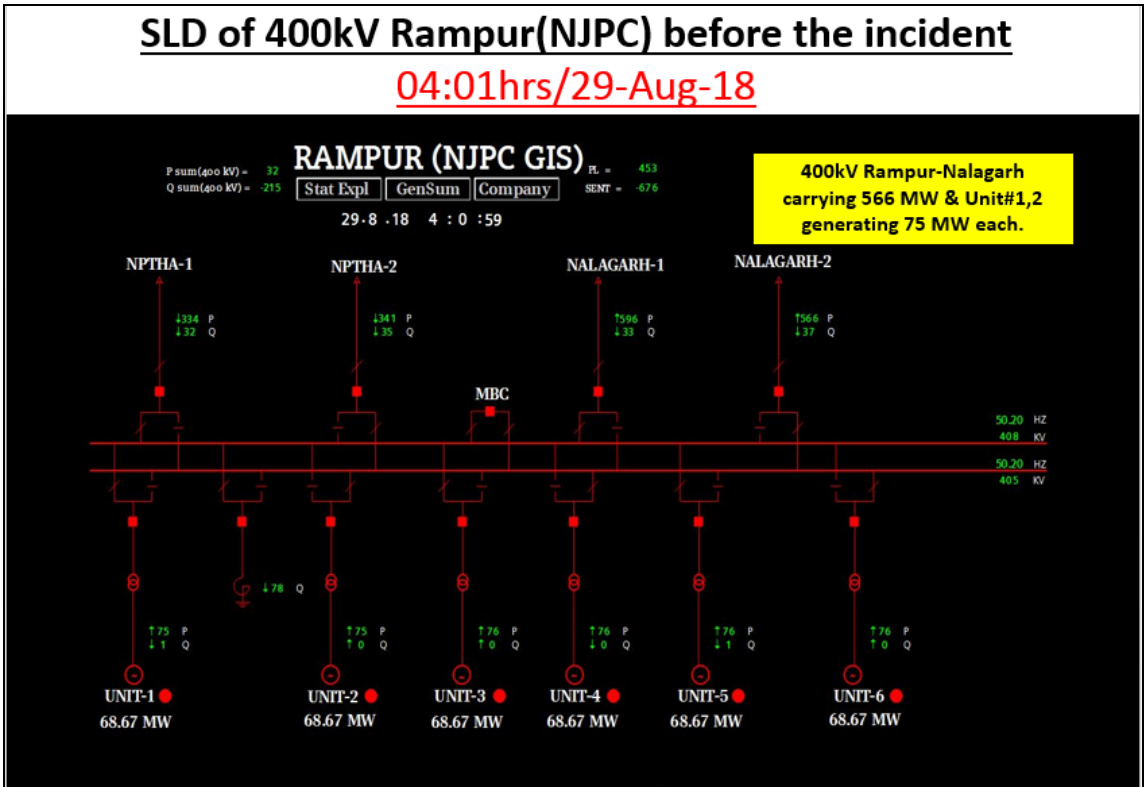 SLD of 400kV Rampur(NJPC) before the incident
04:01hrs/29-Aug-18
P sum(400 kV) = 32
Q sum(400 kV) = -215
RAMPUR (NJPC GIS)
PL = 453
SENT = -676
Stat Expl GenSum Company
29.8 .18 4 : 0 :59
400kV Rampur-Nalagarh
carrying 566 MW & Unit#1,2
generating 75 MW each.
NPTHA-1 NPTHA-2 NALAGARH-1 NALAGARH-2
↓334 P ↓341 P ↑596 P ↑566 P
↓32 Q ↓35 Q ↓33 Q ↓37 Q
MBC
50.20 HZ
408 KV
50.20 HZ
405 KV
↓78 Q
↑75 P ↑75 P ↑76 P ↑76 P ↑76 P ↑76 P
↓1 Q ↑0 Q ↑0 Q ↓0 Q ↓1 Q ↑0 Q
UNIT-1 UNIT-2 UNIT-3 UNIT-4 UNIT-5 UNIT-6
68.67 MW 68.67 MW 68.67 MW 68.67 MW 68.67 MW 68.67 MW